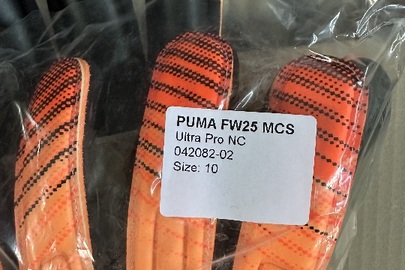 PUMA FW25 MCS
Ultra Pro NC
042082-02
Size: 10